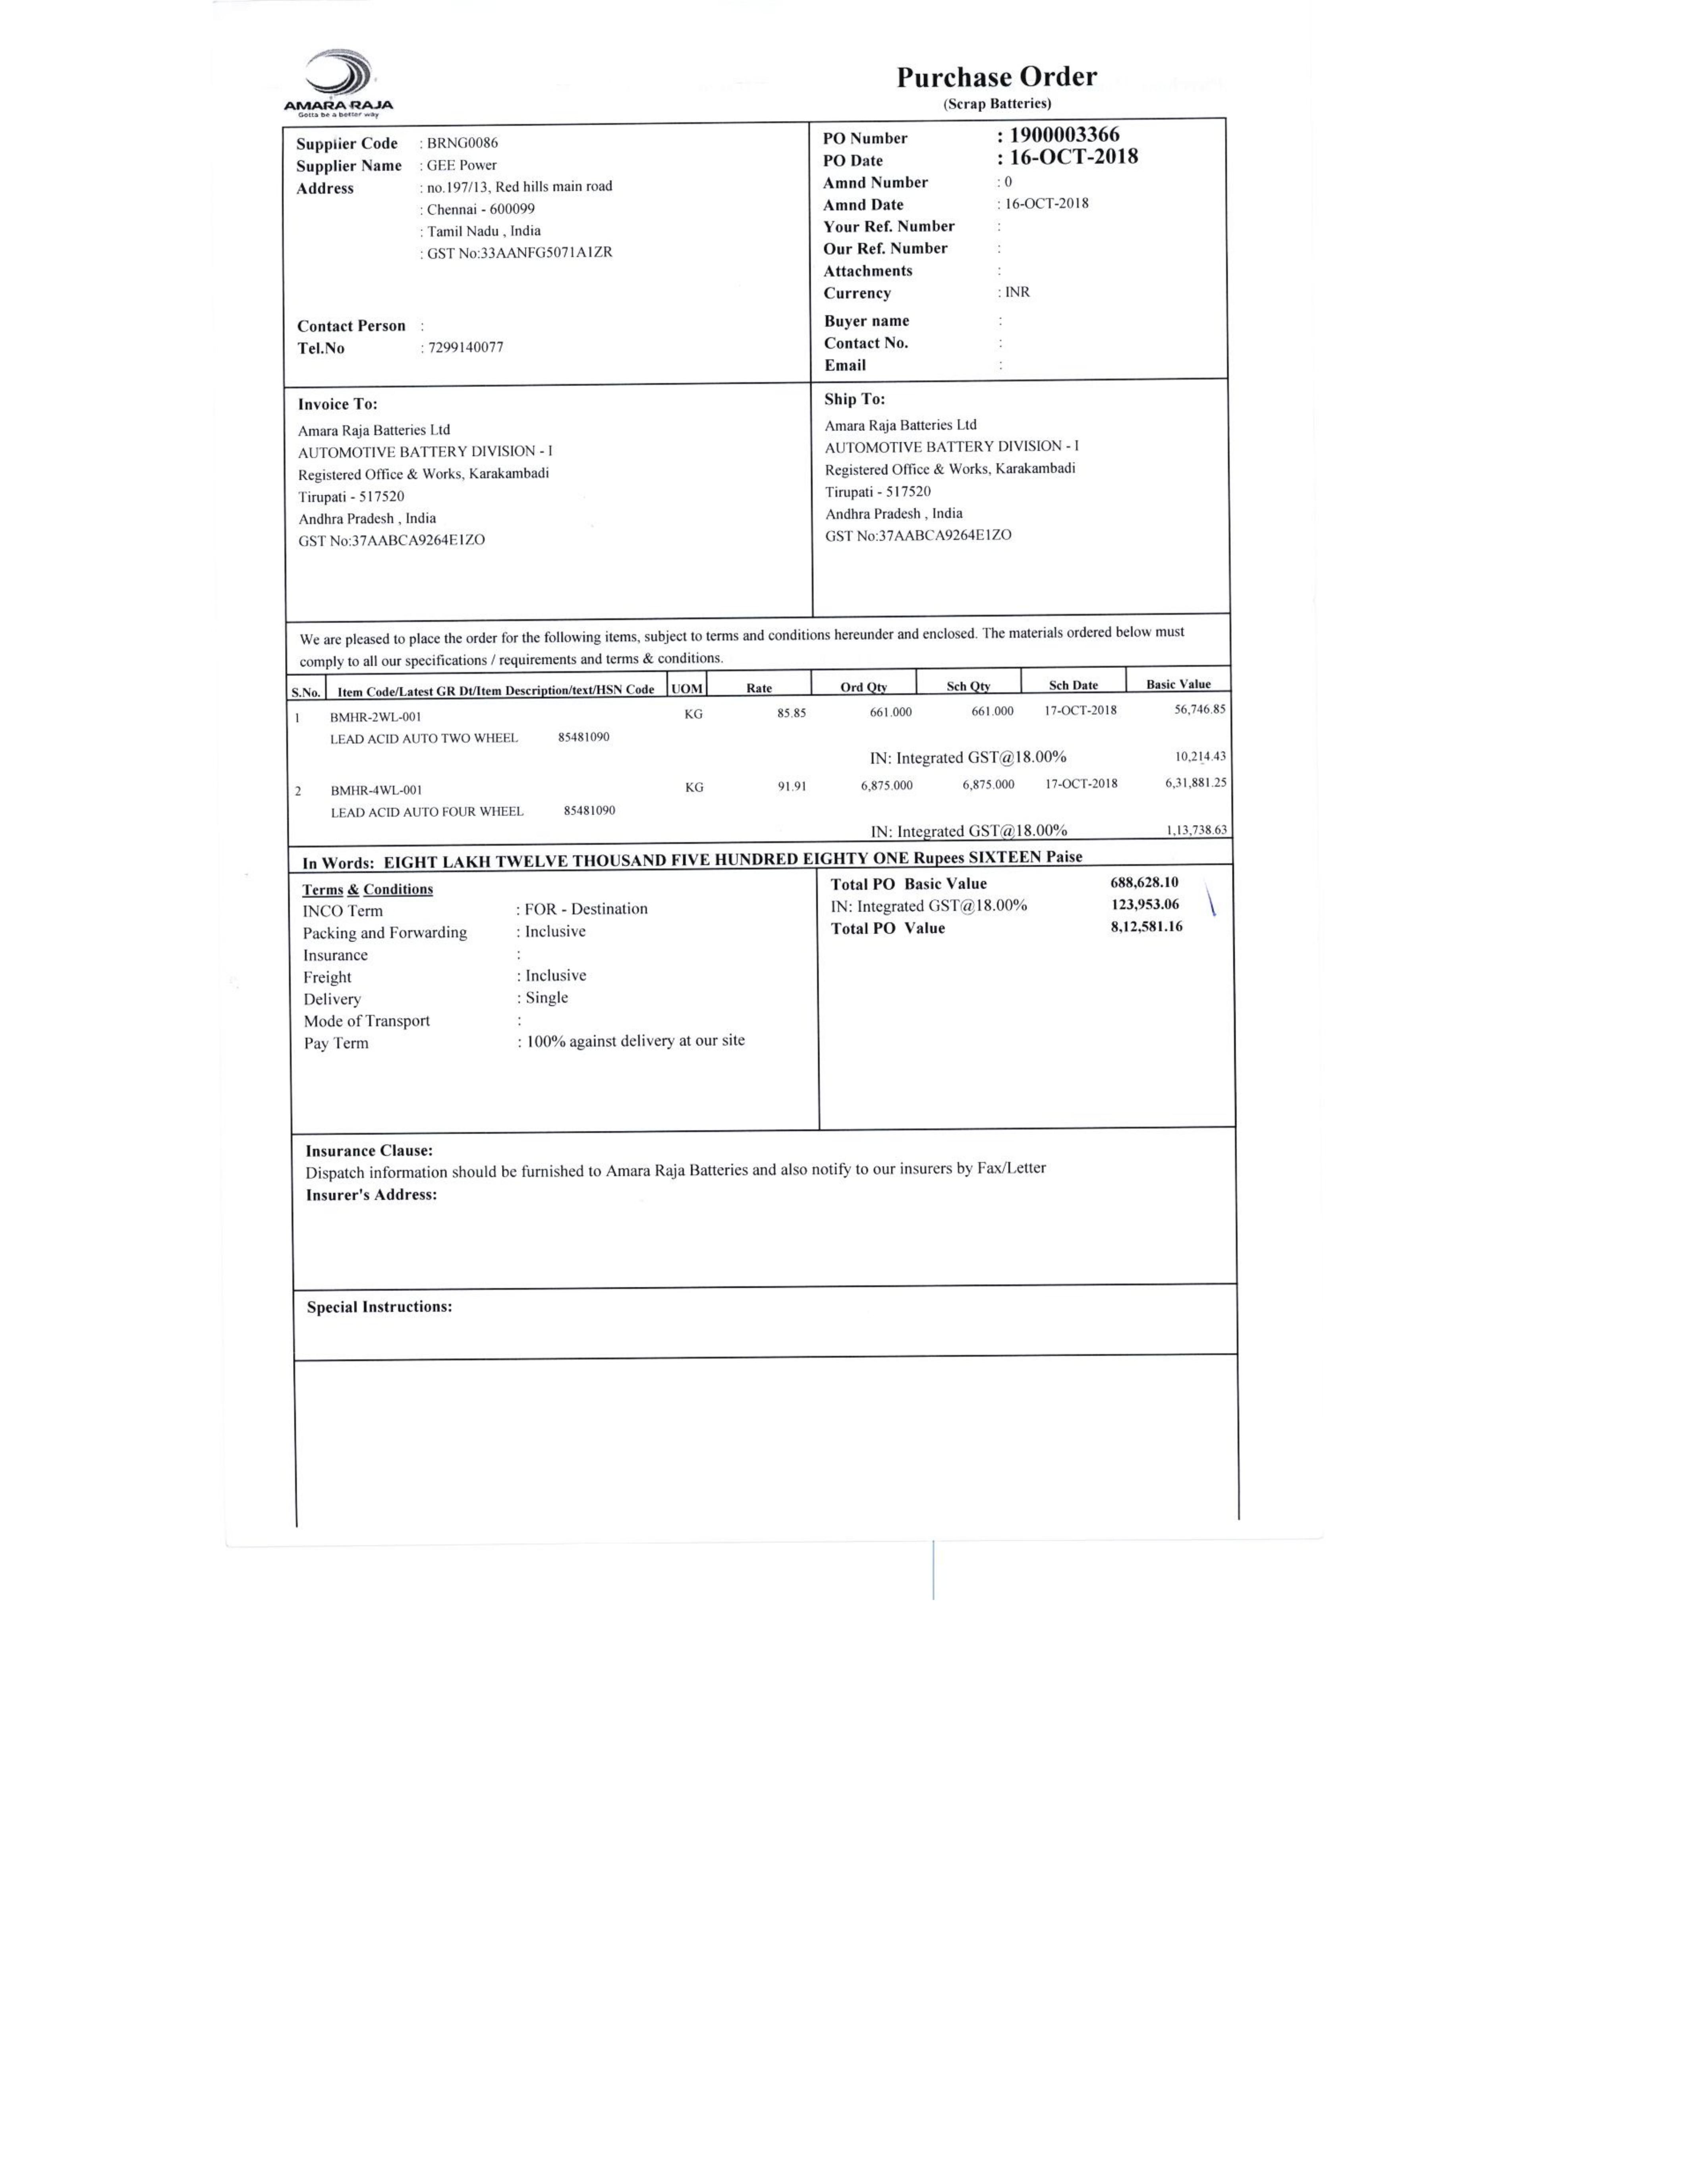 AMARA RAJA
Gotta be a better way
Purchase Order
(Scrap Batteries)
Supplier Code : BRNG0086
Supplier Name : GEE Power
Address : no.197/13, Red hills main road
: Chennai - 600099
: Tamil Nadu , India
: GST No:33AANFG5071A1ZR
Contact Person :
Tel.No : 7299140077
PO Number : 1900003366
PO Date : 16-OCT-2018
Amnd Number : 0
Amnd Date : 16-OCT-2018
Your Ref. Number :
Our Ref. Number :
Attachments :
Currency : INR
Buyer name :
Contact No. :
Email :
Invoice To:
Amara Raja Batteries Ltd
AUTOMOTIVE BATTERY DIVISION - I
Registered Office & Works, Karakambadi
Tirupati - 517520
Andhra Pradesh , India
GST No:37AABCA9264E1ZO
Ship To:
Amara Raja Batteries Ltd
AUTOMOTIVE BATTERY DIVISION - I
Registered Office & Works, Karakambadi
Tirupati - 517520
Andhra Pradesh , India
GST No:37AABCA9264E1ZO
We are pleased to place the order for the following items, subject to terms and conditions hereunder and enclosed. The materials ordered below must
comply to all our specifications / requirements and terms & conditions.
S.No. Item Code/Latest GR Dt/Item Description/text/HSN Code UOM Rate Ord Qty Sch Qty Sch Date Basic Value
1 BMHR-2WL-001 KG 85.85 661.000 661.000 17-OCT-2018 56,746.85
LEAD ACID AUTO TWO WHEEL 85481090
IN: Integrated GST@18.00% 10,214.43
2 BMHR-4WL-001 KG 91.91 6,875.000 6,875.000 17-OCT-2018 6,31,881.25
LEAD ACID AUTO FOUR WHEEL 85481090
IN: Integrated GST@18.00% 1,13,738.63
In Words: EIGHT LAKH TWELVE THOUSAND FIVE HUNDRED EIGHTY ONE Rupees SIXTEEN Paise
Terms & Conditions
INCO Term : FOR - Destination
Packing and Forwarding : Inclusive
Insurance :
Freight : Inclusive
Delivery : Single
Mode of Transport :
Pay Term : 100% against delivery at our site
Total PO Basic Value 688,628.10
IN: Integrated GST@18.00% 123,953.06
Total PO Value 8,12,581.16
Insurance Clause:
Dispatch information should be furnished to Amara Raja Batteries and also notify to our insurers by Fax/Letter
Insurer's Address:
Special Instructions: